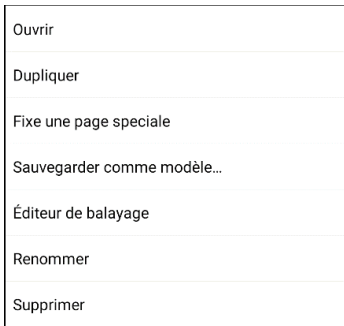 Ouvrir
Dupliquer
Fixe une page speciale
Sauvegarder comme modèle...
Éditeur de balayage
Renommer
Supprimer